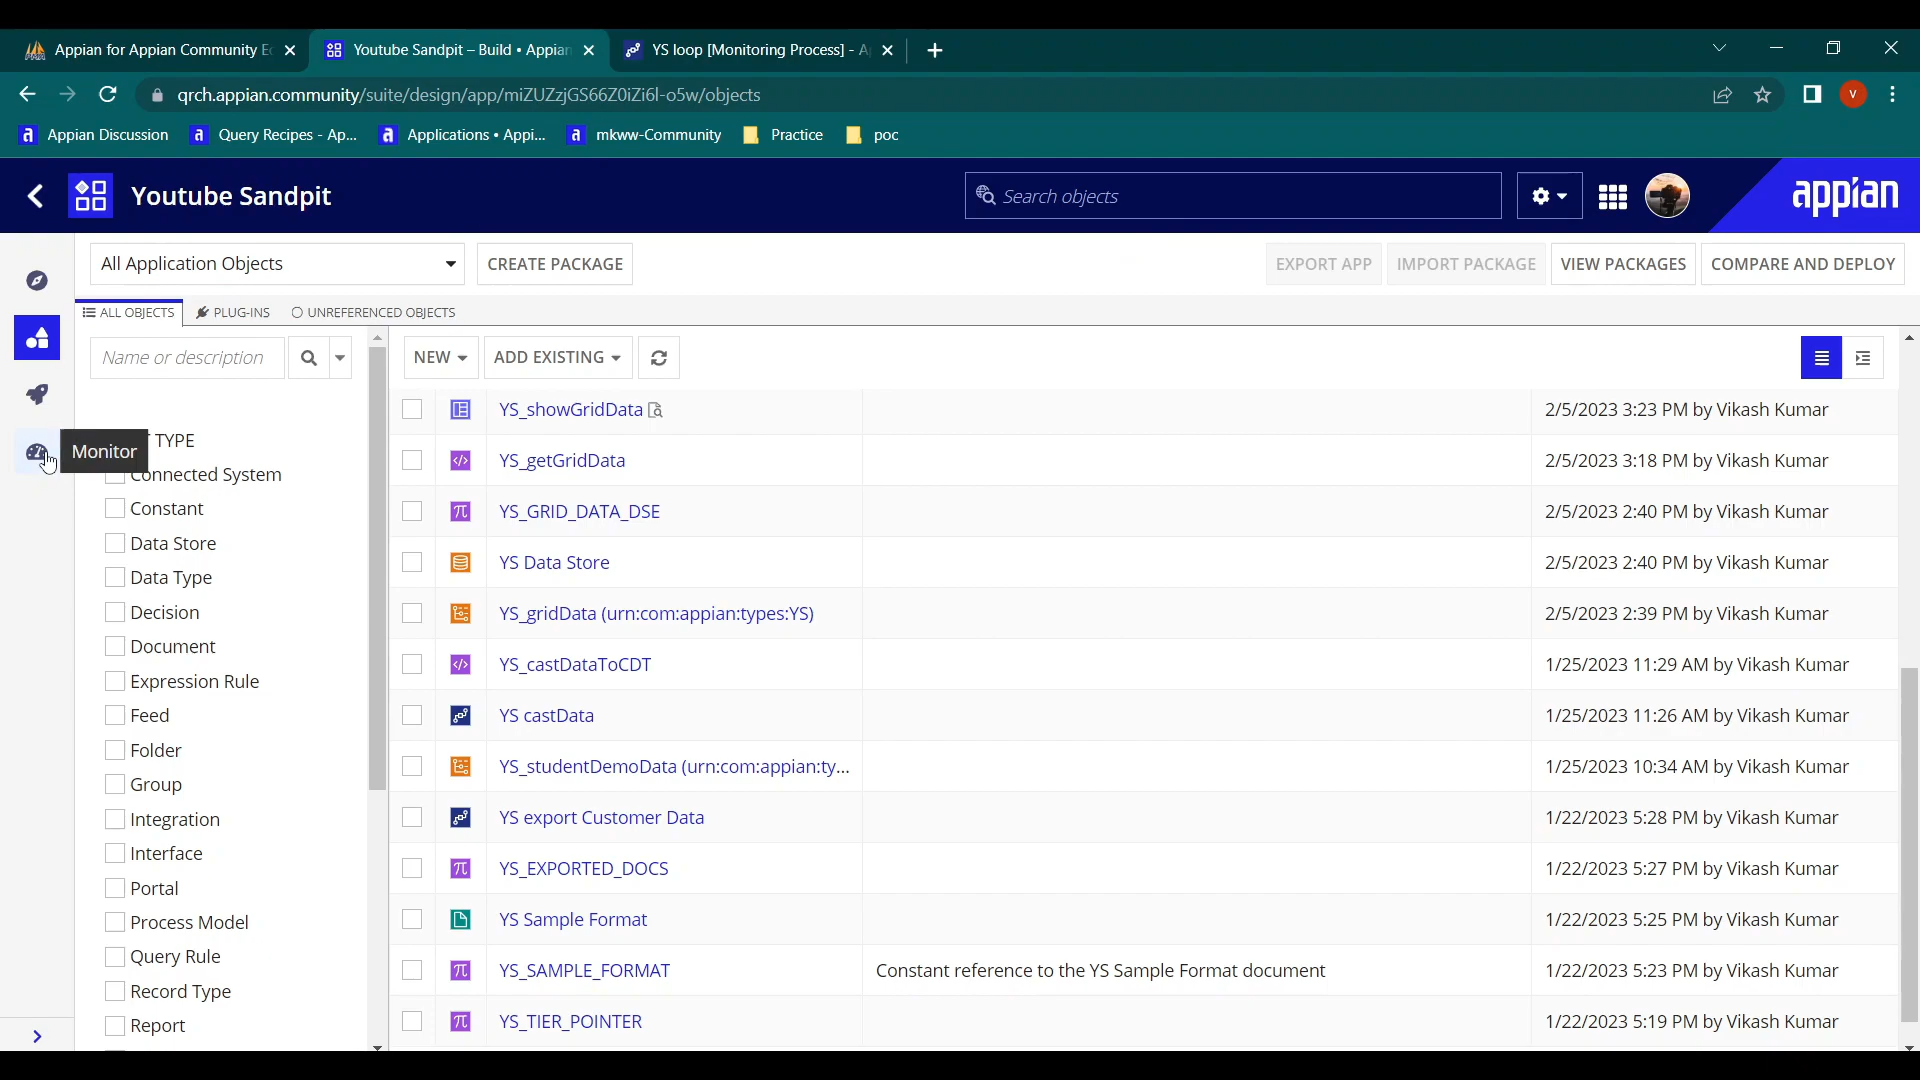 Appian for Appian Community E
Youtube Sandpit – Build • Appian
YS loop [Monitoring Process] - A
qrch.appian.community/suite/design/app/miZUZzjGS66Z0iZi6l-o5w/objects
V
Appian Discussion
Query Recipes - Ap...
Applications • Appi...
mkww-Community
Practice
poc
Youtube Sandpit
Search objects
appian
All Application Objects
CREATE PACKAGE
EXPORT APP
IMPORT PACKAGE
VIEW PACKAGES
COMPARE AND DEPLOY
ALL OBJECTS
PLUG-INS
UNREFERENCED OBJECTS
Name or description
NEW
ADD EXISTING
Monitor
TYPE
Connected System
Constant
Data Store
Data Type
Decision
Document
Expression Rule
Feed
Folder
Group
Integration
Interface
Portal
Process Model
Query Rule
Record Type
Report
YS_showGridData
2/5/2023 3:23 PM by Vikash Kumar
YS_getGridData
2/5/2023 3:18 PM by Vikash Kumar
YS_GRID_DATA_DSE
2/5/2023 2:40 PM by Vikash Kumar
YS Data Store
2/5/2023 2:40 PM by Vikash Kumar
YS_gridData (urn:com:appian:types:YS)
2/5/2023 2:39 PM by Vikash Kumar
YS_castDataToCDT
1/25/2023 11:29 AM by Vikash Kumar
YS castData
1/25/2023 11:26 AM by Vikash Kumar
YS_studentDemoData (urn:com:appian:ty...
1/25/2023 10:34 AM by Vikash Kumar
YS export Customer Data
1/22/2023 5:28 PM by Vikash Kumar
YS_EXPORTED_DOCS
1/22/2023 5:27 PM by Vikash Kumar
YS Sample Format
1/22/2023 5:25 PM by Vikash Kumar
YS_SAMPLE_FORMAT
Constant reference to the YS Sample Format document
1/22/2023 5:23 PM by Vikash Kumar
YS_TIER_POINTER
1/22/2023 5:19 PM by Vikash Kumar